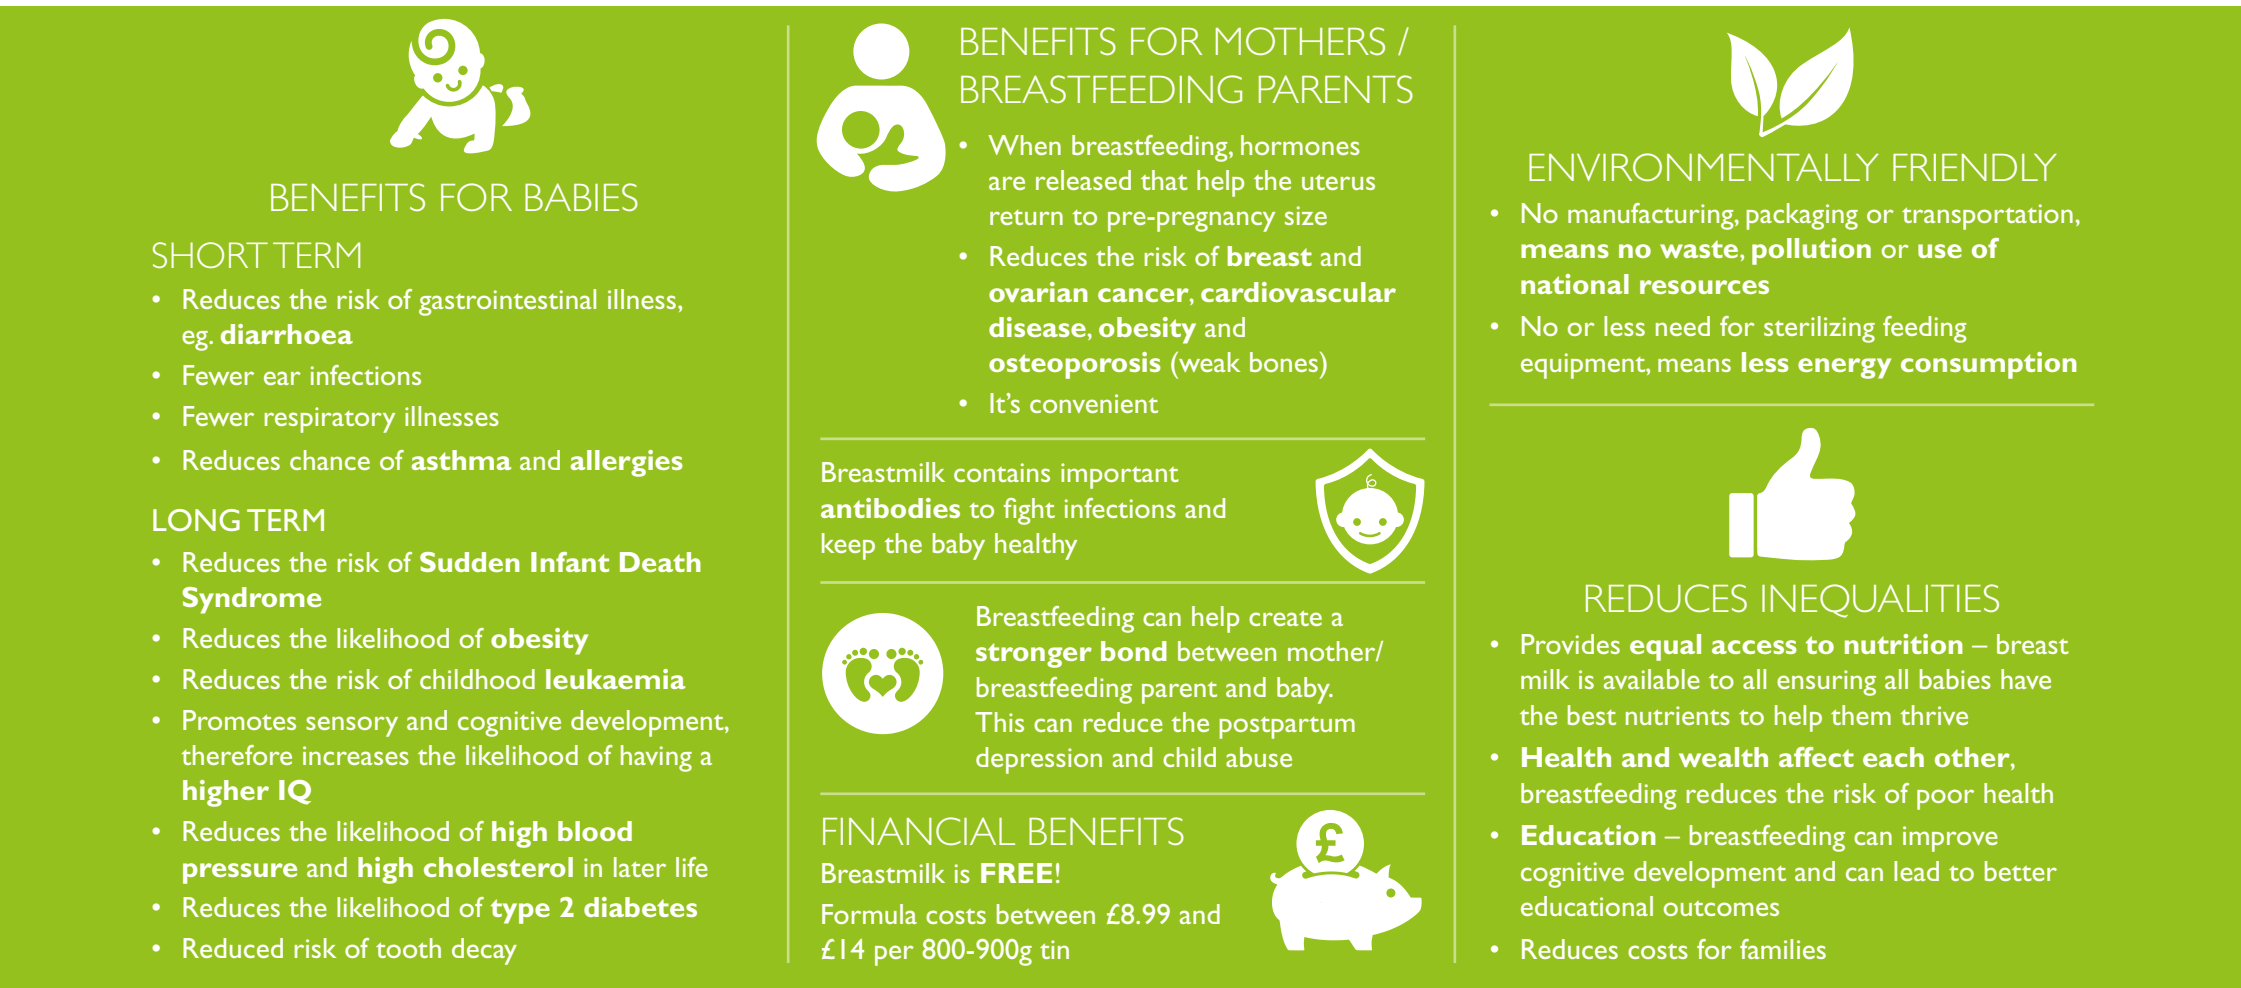 BENEFITS FOR BABIES
SHORT TERM
• Reduces the risk of gastrointestinal illness,
eg. diarrhoea
• Fewer ear infections
• Fewer respiratory illnesses
• Reduces chance of asthma and allergies
LONG TERM
• Reduces the risk of Sudden Infant Death
Syndrome
• Reduces the likelihood of obesity
• Reduces the risk of childhood leukaemia
• Promotes sensory and cognitive development,
therefore increases the likelihood of having a
higher IQ
• Reduces the likelihood of high blood
pressure and high cholesterol in later life
• Reduces the likelihood of type 2 diabetes
• Reduced risk of tooth decay
BENEFITS FOR MOTHERS /
BREASTFEEDING PARENTS
• When breastfeeding, hormones
are released that help the uterus
return to pre-pregnancy size
• Reduces the risk of breast and
ovarian cancer, cardiovascular
disease, obesity and
osteoporosis (weak bones)
• It's convenient
Breastmilk contains important
antibodies to fight infections and
keep the baby healthy
Breastfeeding can help create a
stronger bond between mother/
breastfeeding parent and baby.
This can reduce the postpartum
depression and child abuse
FINANCIAL BENEFITS
Breastmilk is FREE!
Formula costs between £8.99 and
£14 per 800-900g tin
£
ENVIRONMENTALLY FRIENDLY
• No manufacturing, packaging or transportation,
means no waste, pollution or use of
national resources
• No or less need for sterilizing feeding
equipment, means less energy consumption
REDUCES INEQUALITIES
• Provides equal access to nutrition – breast
milk is available to all ensuring all babies have
the best nutrients to help them thrive
• Health and wealth affect each other,
breastfeeding reduces the risk of poor health
• Education – breastfeeding can improve
cognitive development and can lead to better
educational outcomes
• Reduces costs for families